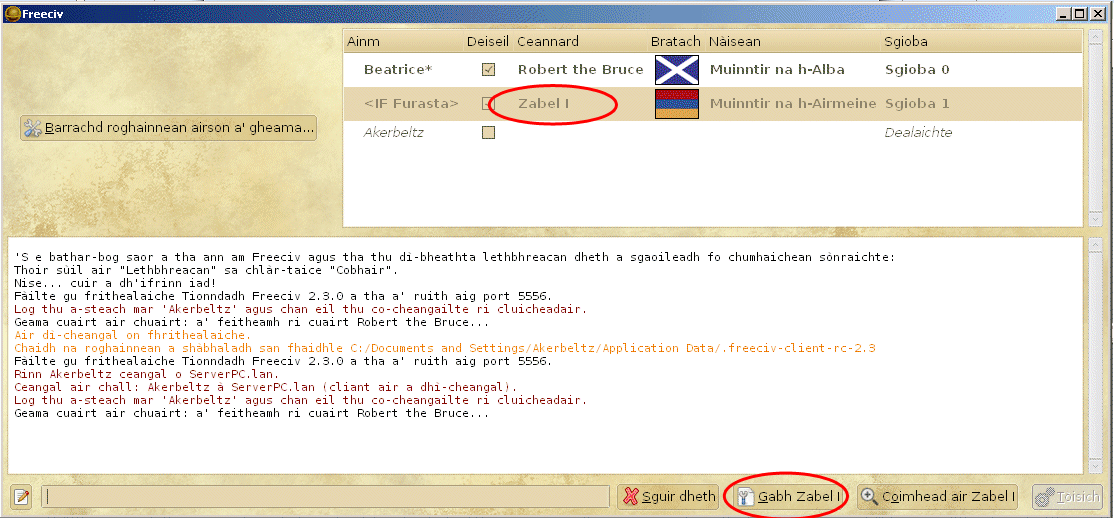 Freeciv
Ainm Deiseil Ceannard Bratach Nàisean Sgioba
Beatrice* Robert the Bruce Muinntir na h-Alba Sgioba 0
<IF Furasta> Zabel I Muinntir na h-Airmeine Sgioba 1
Akerbeltz Dealaichte
Barrachd roghainnean airson a' gheama...
'S e bathar-bog saor a tha ann am Freeciv agus tha thu di-bheathta lethbhreacan dheth a sgaoileadh fo chumhaichean sònraichte:
Thoir sùil air "Lethbhreacan" sa chlàr-taice "Cobhair".
Nise... cuir a dh'ifrinn iad!
Fàilte gu frithealaiche Tionndadh Freeciv 2.3.0 a tha a' ruith aig port 5556.
Log thu a-steach mar 'Akerbeltz' agus chan eil thu co-cheangailte ri cluicheadair.
Geama cuairt air chuairt: a' feitheamh ri cuairt Robert the Bruce...
Air di-cheangal on fhrithealaiche.
Chaidh na roghainnean a shàbhaladh san fhaidhle C:/Documents and Settings/Akerbeltz/Application Data/.freeciv-client-rc-2.3
Fàilte gu frithealaiche Tionndadh Freeciv 2.3.0 a tha a' ruith aig port 5556.
Rinn Akerbeltz ceangal o ServerPC.lan.
Ceangal air chall: Akerbeltz à ServerPC.lan (cliant air a dhì-cheangal).
Log thu a-steach mar 'Akerbeltz' agus chan eil thu co-cheangailte ri cluicheadair.
Geama cuairt air chuairt: a' feitheamh ri cuairt Robert the Bruce...
Sguir dheth Gabh Zabel I Coimhead air Zabel I Tòisich